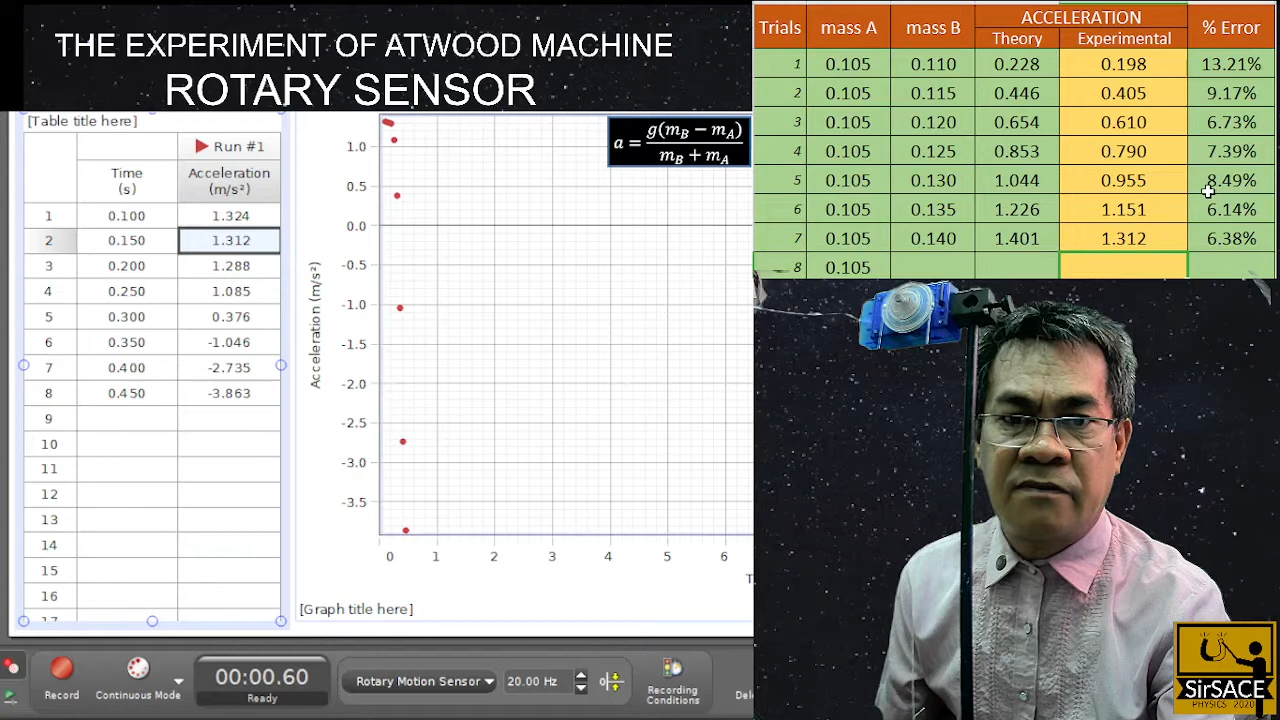 THE EXPERIMENT OF ATWOOD MACHINE
ROTARY SENSOR
[Table title here]
Run #1
Time (s) Acceleration (m/s²)
1 0.100 1.324
2 0.150 1.312
3 0.200 1.288
4 0.250 1.085
5 0.300 0.376
6 0.350 -1.046
7 0.400 -2.735
8 0.450 -3.863
9
10
11
12
13
14
15
16
17
a = g(mB − mA) / mB + mA
Acceleration (m/s²)
1.0
0.5
0.0
-0.5
-1.0
-1.5
-2.0
-2.5
-3.0
-3.5
0 1 2 3 4 5 6
[Graph title here]
Trials mass A mass B ACCELERATION % Error
Theory Experimental
1 0.105 0.110 0.228 0.198 13.21%
2 0.105 0.115 0.446 0.405 9.17%
3 0.105 0.120 0.654 0.610 6.73%
4 0.105 0.125 0.853 0.790 7.39%
5 0.105 0.130 1.044 0.955 8.49%
6 0.105 0.135 1.226 1.151 6.14%
7 0.105 0.140 1.401 1.312 6.38%
8 0.105
Record
Continuous Mode
00:00.60
Ready
Rotary Motion Sensor
20.00 Hz
Recording
Conditions
SirSACE
PHYSICS 2020